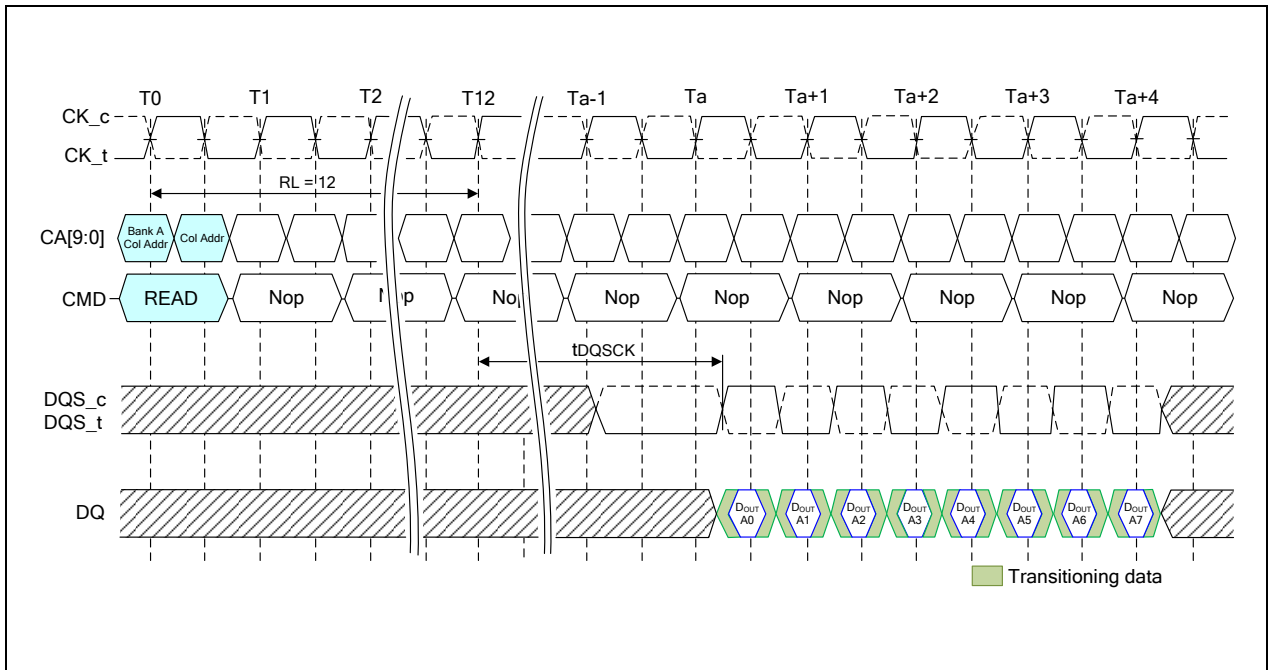 T0 T1 T2 T12 Ta-1 Ta Ta+1 Ta+2 Ta+3 Ta+4
CK_c
CK_t
RL = 12
CA[9:0]
Bank A
Col Addr
Col Addr
CMD READ Nop Nop Nop Nop Nop Nop Nop Nop Nop
tDQSCK
DQS_c
DQS_t
DQ
DOUT A0
DOUT A1
DOUT A2
DOUT A3
DOUT A4
DOUT A5
DOUT A6
DOUT A7
Transitioning data